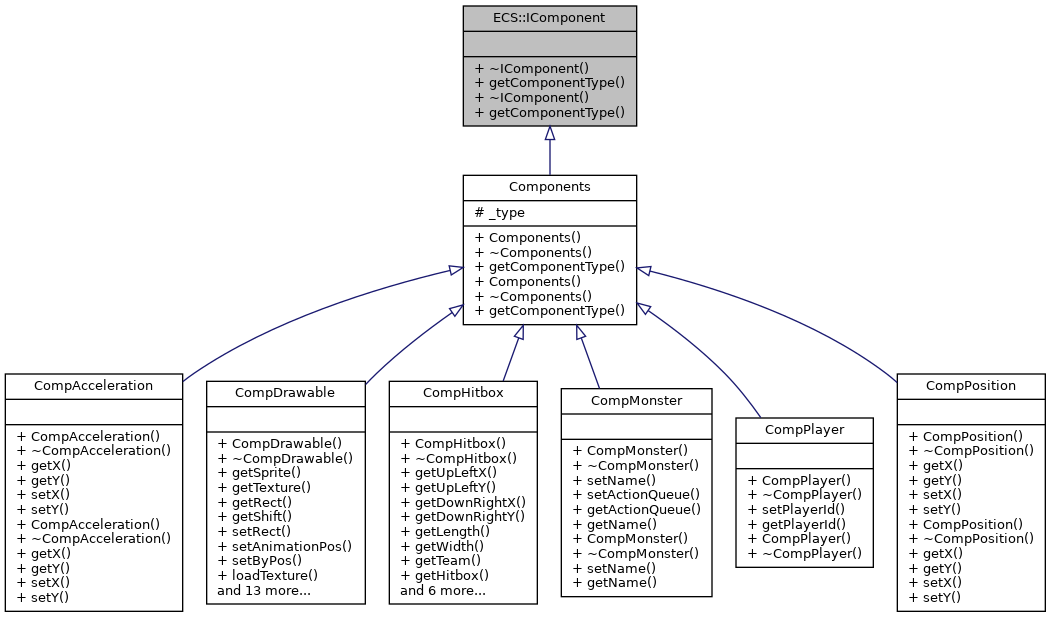 ECS::IComponent
+ ~IComponent()
+ getComponentType()
+ ~IComponent()
+ getComponentType()
Components
# _type
+ Components()
+ ~Components()
+ getComponentType()
+ Components()
+ ~Components()
+ getComponentType()
CompAcceleration
+ CompAcceleration()
+ ~CompAcceleration()
+ getX()
+ getY()
+ setX()
+ setY()
+ CompAcceleration()
+ ~CompAcceleration()
+ getX()
+ getY()
+ setX()
+ setY()
CompDrawable
+ CompDrawable()
+ ~CompDrawable()
+ getSprite()
+ getTexture()
+ getRect()
+ getShift()
+ setRect()
+ setAnimationPos()
+ setByPos()
+ loadTexture()
and 13 more...
CompHitbox
+ CompHitbox()
+ ~CompHitbox()
+ getUpLeftX()
+ getUpLeftY()
+ getDownRightX()
+ getDownRightY()
+ getLength()
+ getWidth()
+ getTeam()
+ getHitbox()
and 6 more...
CompMonster
+ CompMonster()
+ ~CompMonster()
+ setName()
+ setActionQueue()
+ getActionQueue()
+ getName()
+ CompMonster()
+ ~CompMonster()
+ setName()
+ getName()
CompPlayer
+ CompPlayer()
+ ~CompPlayer()
+ setPlayerId()
+ getPlayerId()
+ CompPlayer()
+ ~CompPlayer()
CompPosition
+ CompPosition()
+ ~CompPosition()
+ getX()
+ getY()
+ setX()
+ setY()
+ CompPosition()
+ ~CompPosition()
+ getX()
+ getY()
+ setX()
+ setY()